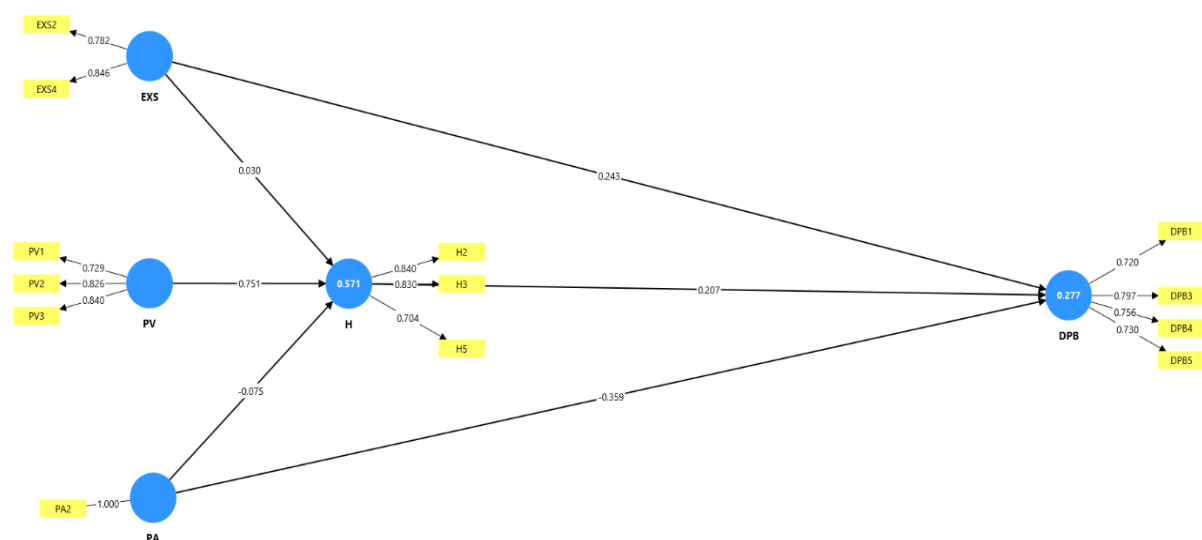 EXS2
0.782
EXS4
0.846
EXS
0.030
0.243
PV1
0.729
PV2
0.826
PV3
0.840
PV
0.751
0.571
H
H2
0.840
H3
0.830
H5
0.704
0.207
-0.075
-0.359
PA2
1.000
PA
0.277
DPB
DPB1
0.720
DPB3
0.797
DPB4
0.756
DPB5
0.730